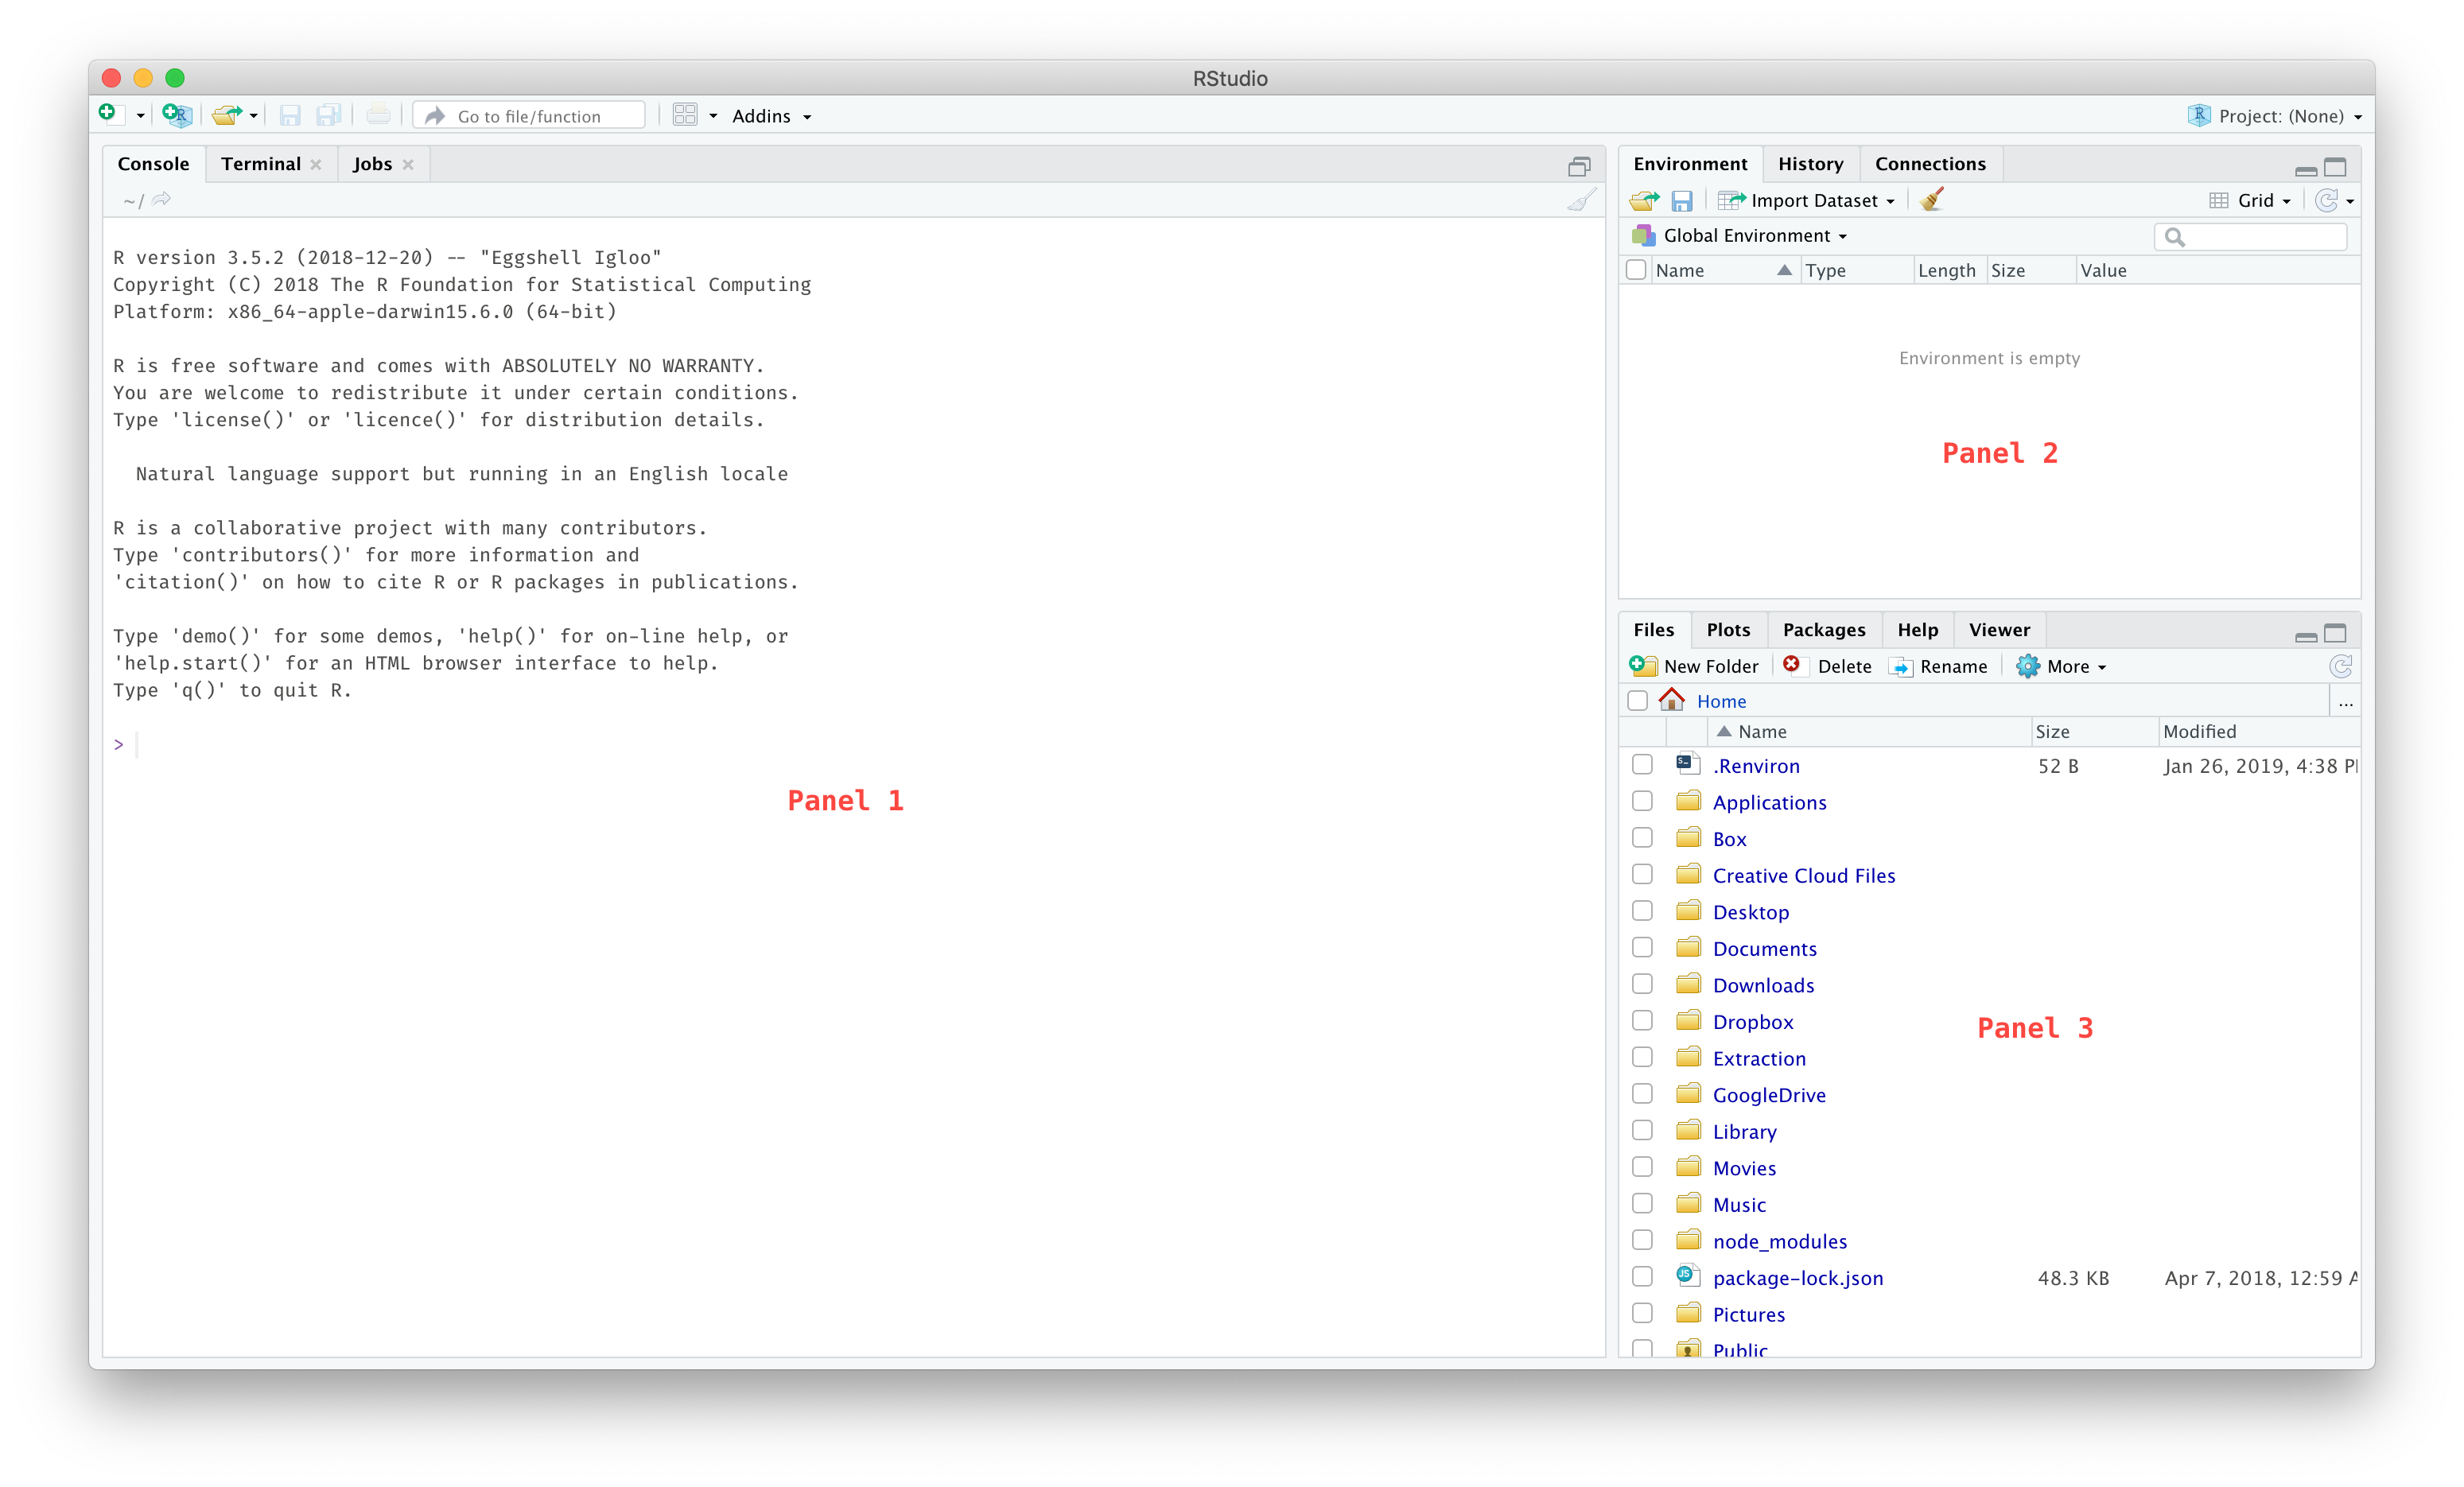 RStudio
Go to file/function
Addins
Project: (None)
Console Terminal Jobs
~/
R version 3.5.2 (2018-12-20) -- "Eggshell Igloo"
Copyright (C) 2018 The R Foundation for Statistical Computing
Platform: x86_64-apple-darwin15.6.0 (64-bit)
R is free software and comes with ABSOLUTELY NO WARRANTY.
You are welcome to redistribute it under certain conditions.
Type 'license()' or 'licence()' for distribution details.
Natural language support but running in an English locale
R is a collaborative project with many contributors.
Type 'contributors()' for more information and
'citation()' on how to cite R or R packages in publications.
Type 'demo()' for some demos, 'help()' for on-line help, or
'help.start()' for an HTML browser interface to help.
Type 'q()' to quit R.
>
Panel 1
Environment History Connections
Import Dataset Grid
Global Environment
Name Type Length Size Value
Environment is empty
Panel 2
Files Plots Packages Help Viewer
New Folder Delete Rename More
Home ...
Name Size Modified
.Renviron 52 B Jan 26, 2019, 4:38 P
Applications
Box
Creative Cloud Files
Desktop
Documents
Downloads
Dropbox
Panel 3
Extraction
GoogleDrive
Library
Movies
Music
node_modules
package-lock.json 48.3 KB Apr 7, 2018, 12:59 A
Pictures
Public